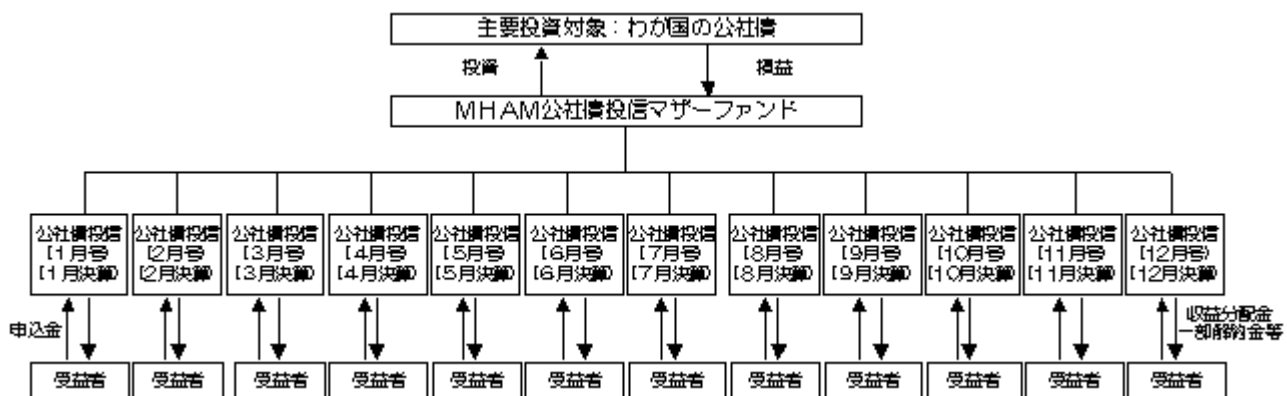 主要投資対象：わが国の公社債
投資
損益
MHAM公社債投信マザーファンド
公社債投信
(1月号)
(1月決算)
公社債投信
(2月号)
(2月決算)
公社債投信
(3月号)
(3月決算)
公社債投信
(4月号)
(4月決算)
公社債投信
(5月号)
(5月決算)
公社債投信
(6月号)
(6月決算)
公社債投信
(7月号)
(7月決算)
公社債投信
(8月号)
(8月決算)
公社債投信
(9月号)
(9月決算)
公社債投信
(10月号)
(10月決算)
公社債投信
(11月号)
(11月決算)
公社債投信
(12月号)
(12月決算)
申込金
収益分配金
一部解約金等
受益者
受益者
受益者
受益者
受益者
受益者
受益者
受益者
受益者
受益者
受益者
受益者